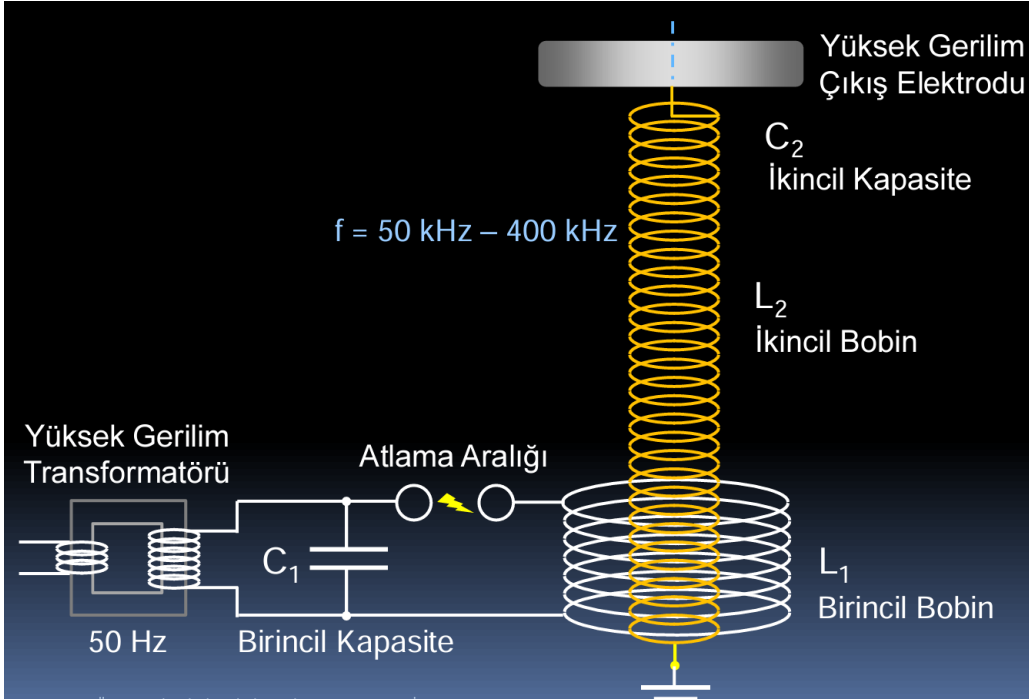 Yüksek Gerilim
Çıkış Elektrodu
C2
İkincil Kapasite
f = 50 kHz – 400 kHz
L2
İkincil Bobin
Yüksek Gerilim
Transformatörü
Atlama Aralığı
C1
L1
Birincil Bobin
50 Hz
Birincil Kapasite